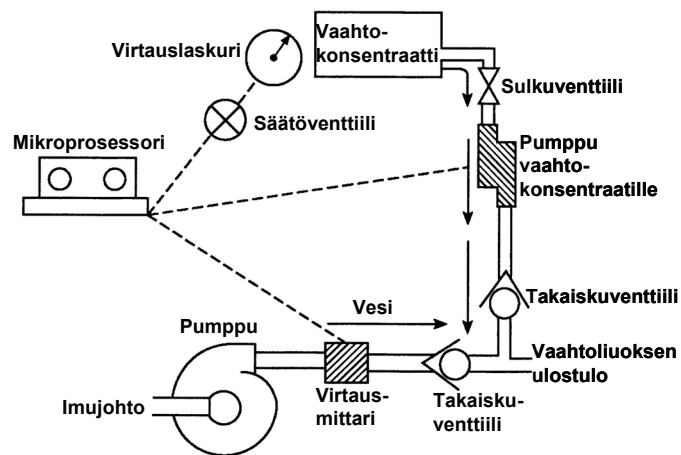 Virtauslaskuri
Vaahto-
konsentraatti
Sulkuventtiili
Säätöventtiili
Mikroprosessori
Pumppu
vaahto-
konsentraatille
Takaiskuventtiili
Vesi
Pumppu
Vaahtoliuoksen
ulostulo
Imujohto
Virtaus-
mittari
Takaisku-
venttiili